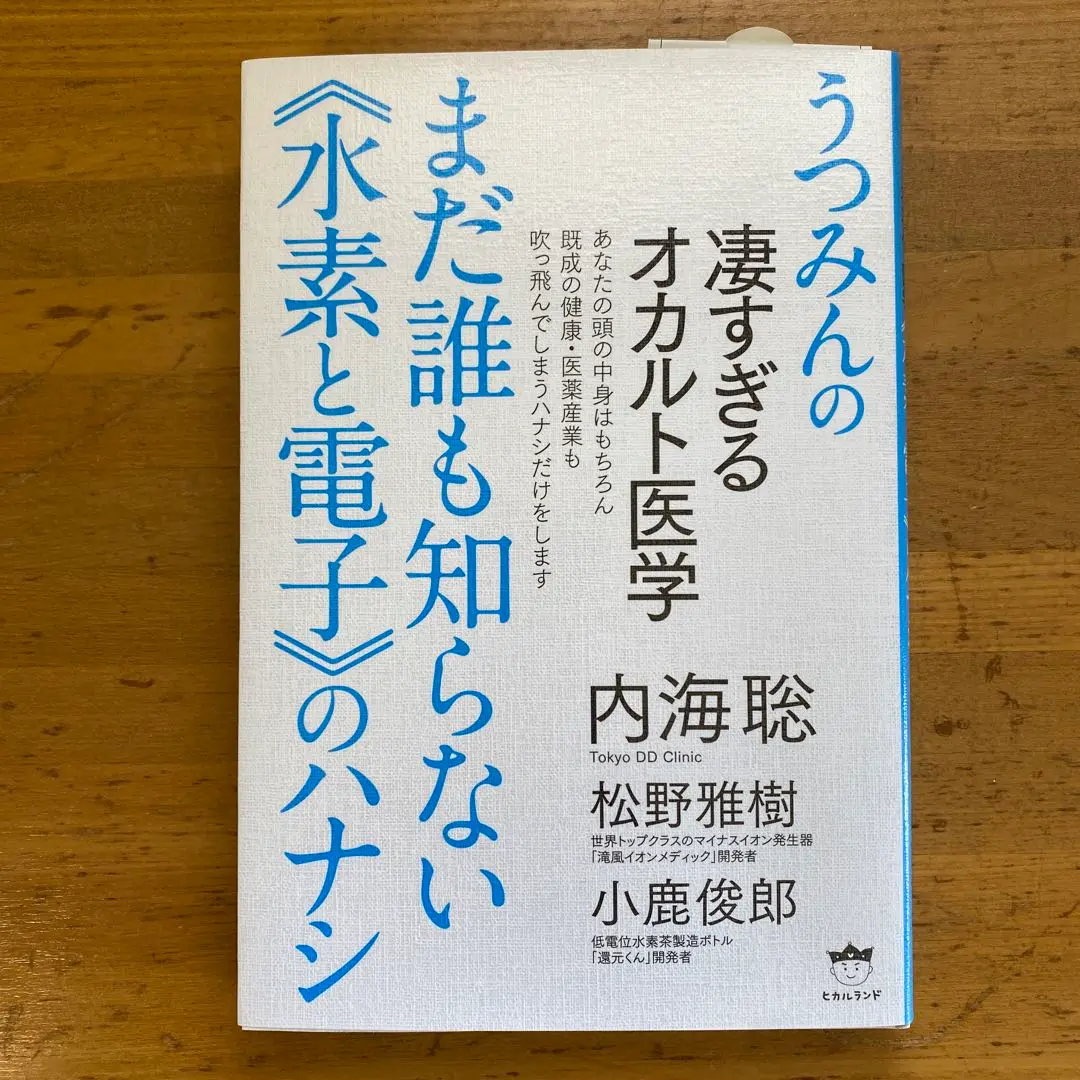 うつみんの
凄すぎる
オカルト医学
まだ誰も知らない
《水素と電子》のハナシ
あなたの頭の中身はもちろん
既成の健康・医薬産業も
吹っ飛んでしまうハナシだけをします
内海聡
Tokyo DD Clinic
松野雅樹
世界トップクラスのマイナスイオン発生器
「滝風イオンメディック」開発者
小鹿俊郎
低電位水素茶製造ボトル
「還元くん」開発者
ヒカルランド